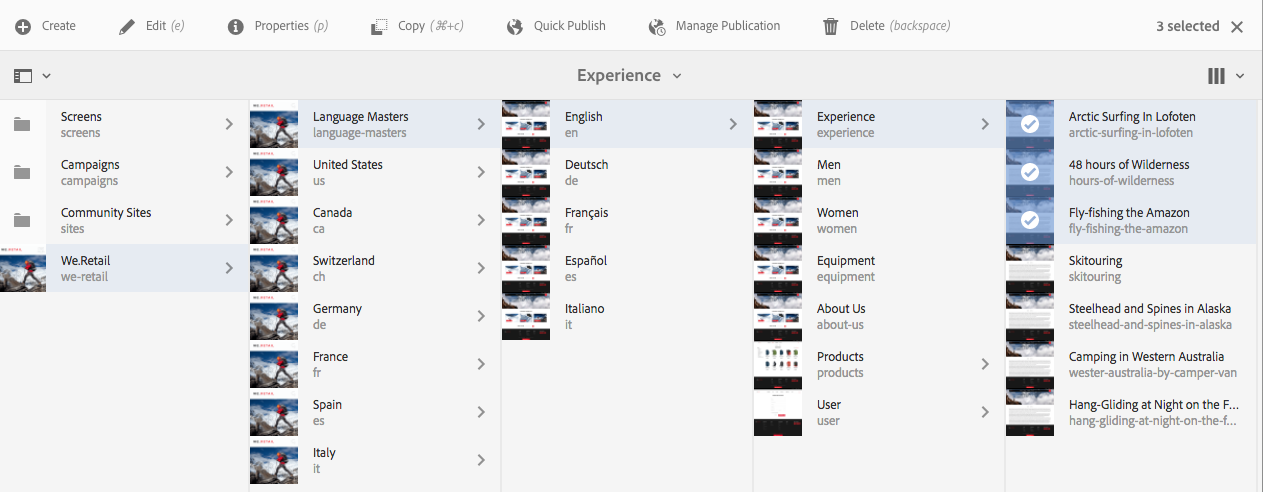 Create
Edit (e)
Properties (p)
Copy (⌘+c)
Quick Publish
Manage Publication
Delete (backspace)
3 selected
Experience
Screens
screens
Campaigns
campaigns
Community Sites
sites
We.Retail
we-retail
Language Masters
language-masters
United States
us
Canada
ca
Switzerland
ch
Germany
de
France
fr
Spain
es
Italy
it
English
en
Deutsch
de
Français
fr
Español
es
Italiano
it
Experience
experience
Men
men
Women
women
Equipment
equipment
About Us
about-us
Products
products
User
user
Arctic Surfing In Lofoten
arctic-surfing-in-lofoten
48 hours of Wilderness
hours-of-wilderness
Fly-fishing the Amazon
fly-fishing-the-amazon
Skitouring
skitouring
Steelhead and Spines in Alaska
steelhead-and-spines-in-alaska
Camping in Western Australia
wester-australia-by-camper-van
Hang-Gliding at Night on the F...
hang-gliding-at-night-on-the-f...